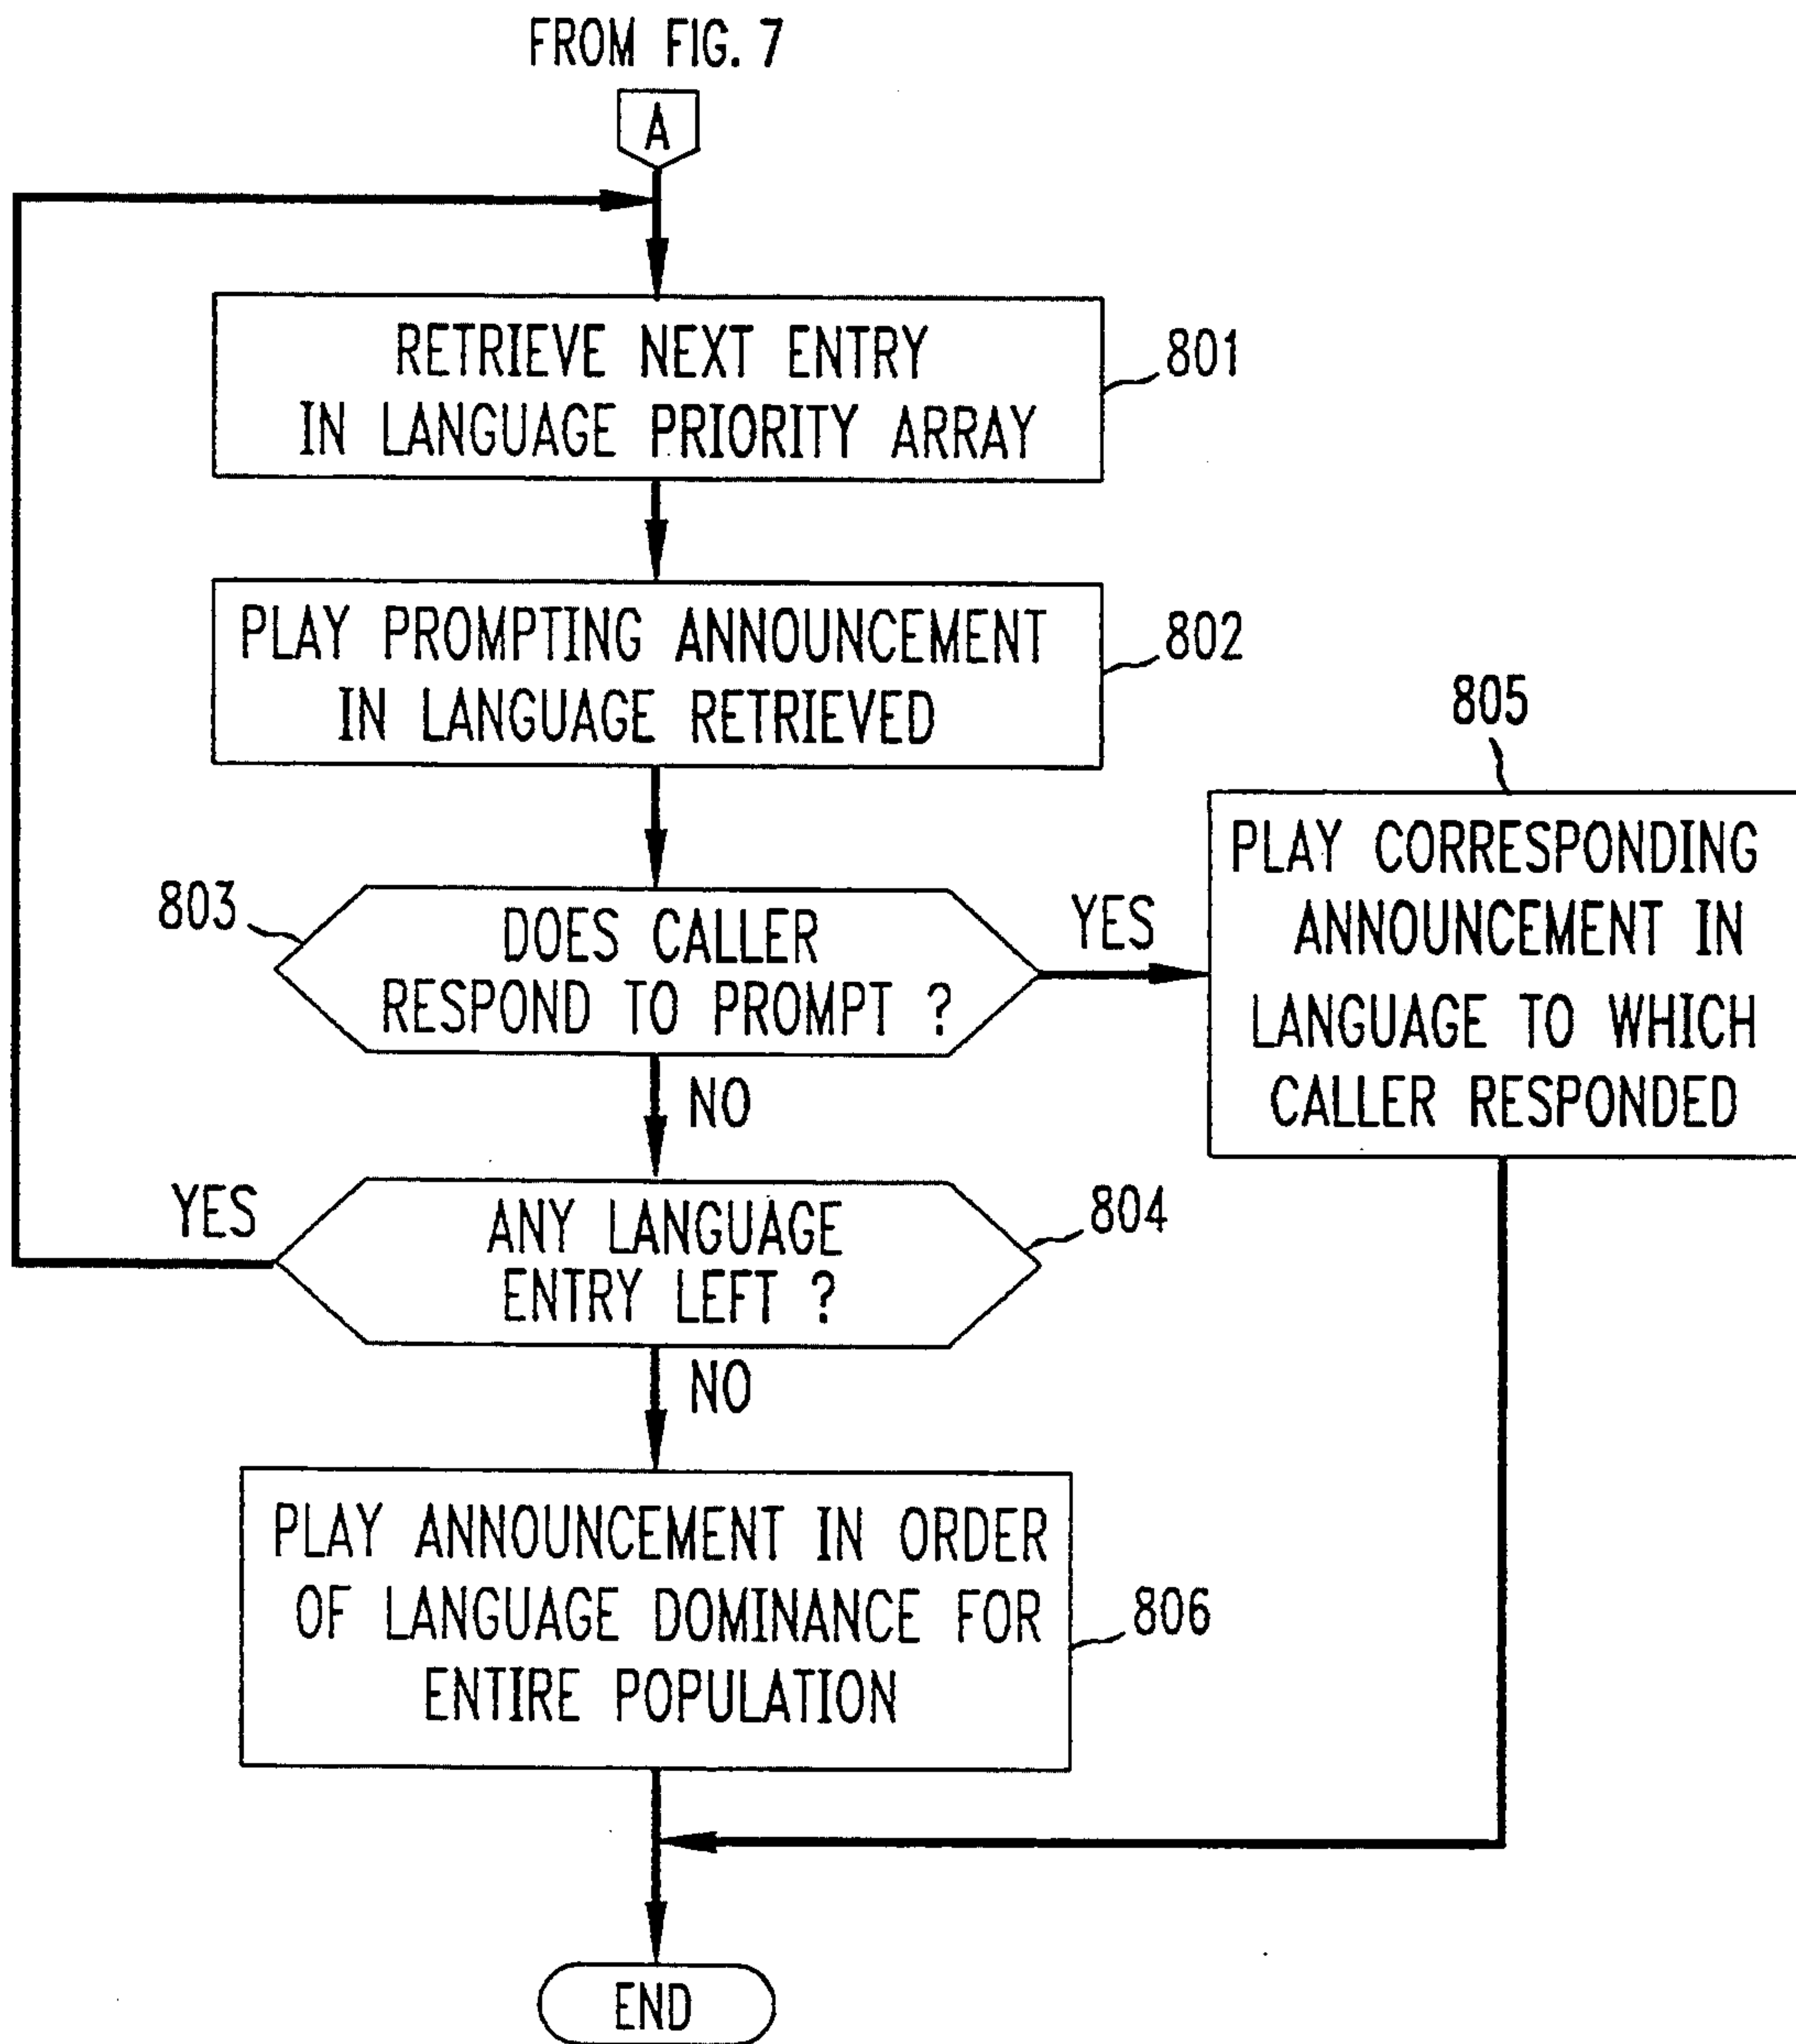 FROM FIG. 7
A
RETRIEVE NEXT ENTRY
IN LANGUAGE PRIORITY ARRAY
801
PLAY PROMPTING ANNOUNCEMENT
IN LANGUAGE RETRIEVED
802
803
DOES CALLER
RESPOND TO PROMPT ?
YES
NO
805
PLAY CORRESPONDING
ANNOUNCEMENT IN
LANGUAGE TO WHICH
CALLER RESPONDED
YES
ANY LANGUAGE
ENTRY LEFT ?
804
NO
PLAY ANNOUNCEMENT IN ORDER
OF LANGUAGE DOMINANCE FOR
ENTIRE POPULATION
806
END